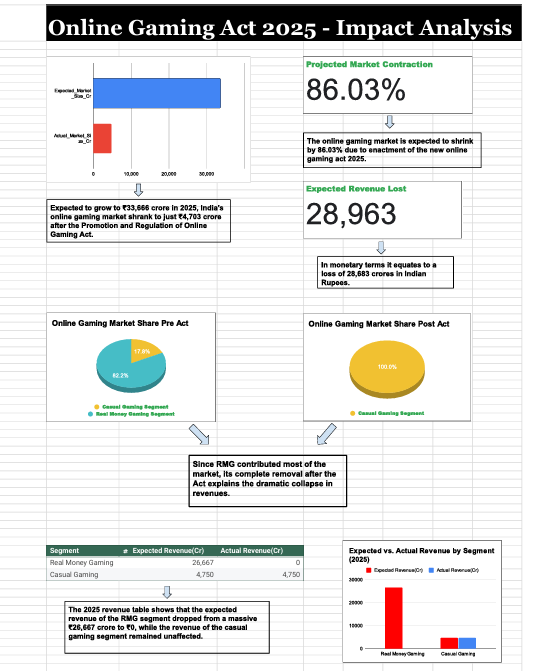 Online Gaming Act 2025 - Impact Analysis
Expected_Market
_Size_Cr
Actual_Market_Si
ze_Cr
0
10,000
20,000
30,000
Projected Market Contraction
86.03%
The online gaming market is expected to shrink
by 86.03% due to enactment of the new online
gaming act 2025.
Expected to grow to ₹33,666 crore in 2025, India's
online gaming market shrank to just ₹4,703 crore
after the Promotion and Regulation of Online
Gaming Act.
Expected Revenue Lost
28,963
In monetary terms it equates to a
loss of 28,683 crores in Indian
Rupees.
Online Gaming Market Share Pre Act
17.8%
82.2%
Casual Gaming Segment
Real Money Gaming Segment
Online Gaming Market Share Post Act
100.0%
Casual Gaming Segment
Since RMG contributed most of the
market, its complete removal after the
Act explains the dramatic collapse in
revenues.
Segment # Expected Revenue(Cr) Actual Revenue(Cr)
Real Money Gaming 26,667 0
Casual Gaming 4,750 4,750
The 2025 revenue table shows that the expected
revenue of the RMG segment dropped from a massive
₹26,667 crore to ₹0, while the revenue of the casual
gaming segment remained unaffected.
Expected vs. Actual Revenue by Segment
(2025)
Expected Revenue(Cr) Actual Revenue(Cr)
30000
20000
10000
0
Real Money Gaming
Casual Gaming